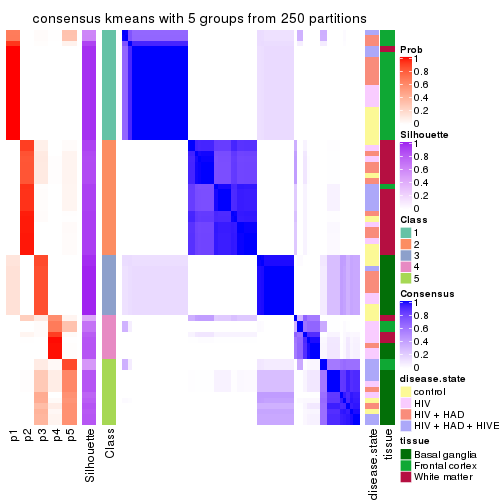 consensus kmeans with 5 groups from 250 partitions
Prob
1
0.8
0.6
0.4
0.2
0
Silhouette
1
0.8
0.6
0.4
0.2
0
Class
1
2
3
4
5
Consensus
1
0.8
0.6
0.4
0.2
0
disease.state
control
HIV
HIV + HAD
HIV + HAD + HIVE
tissue
Basal ganglia
Frontal cortex
White matter
p1
p2
p3
p4
p5
Silhouette
Class
disease.state
tissue